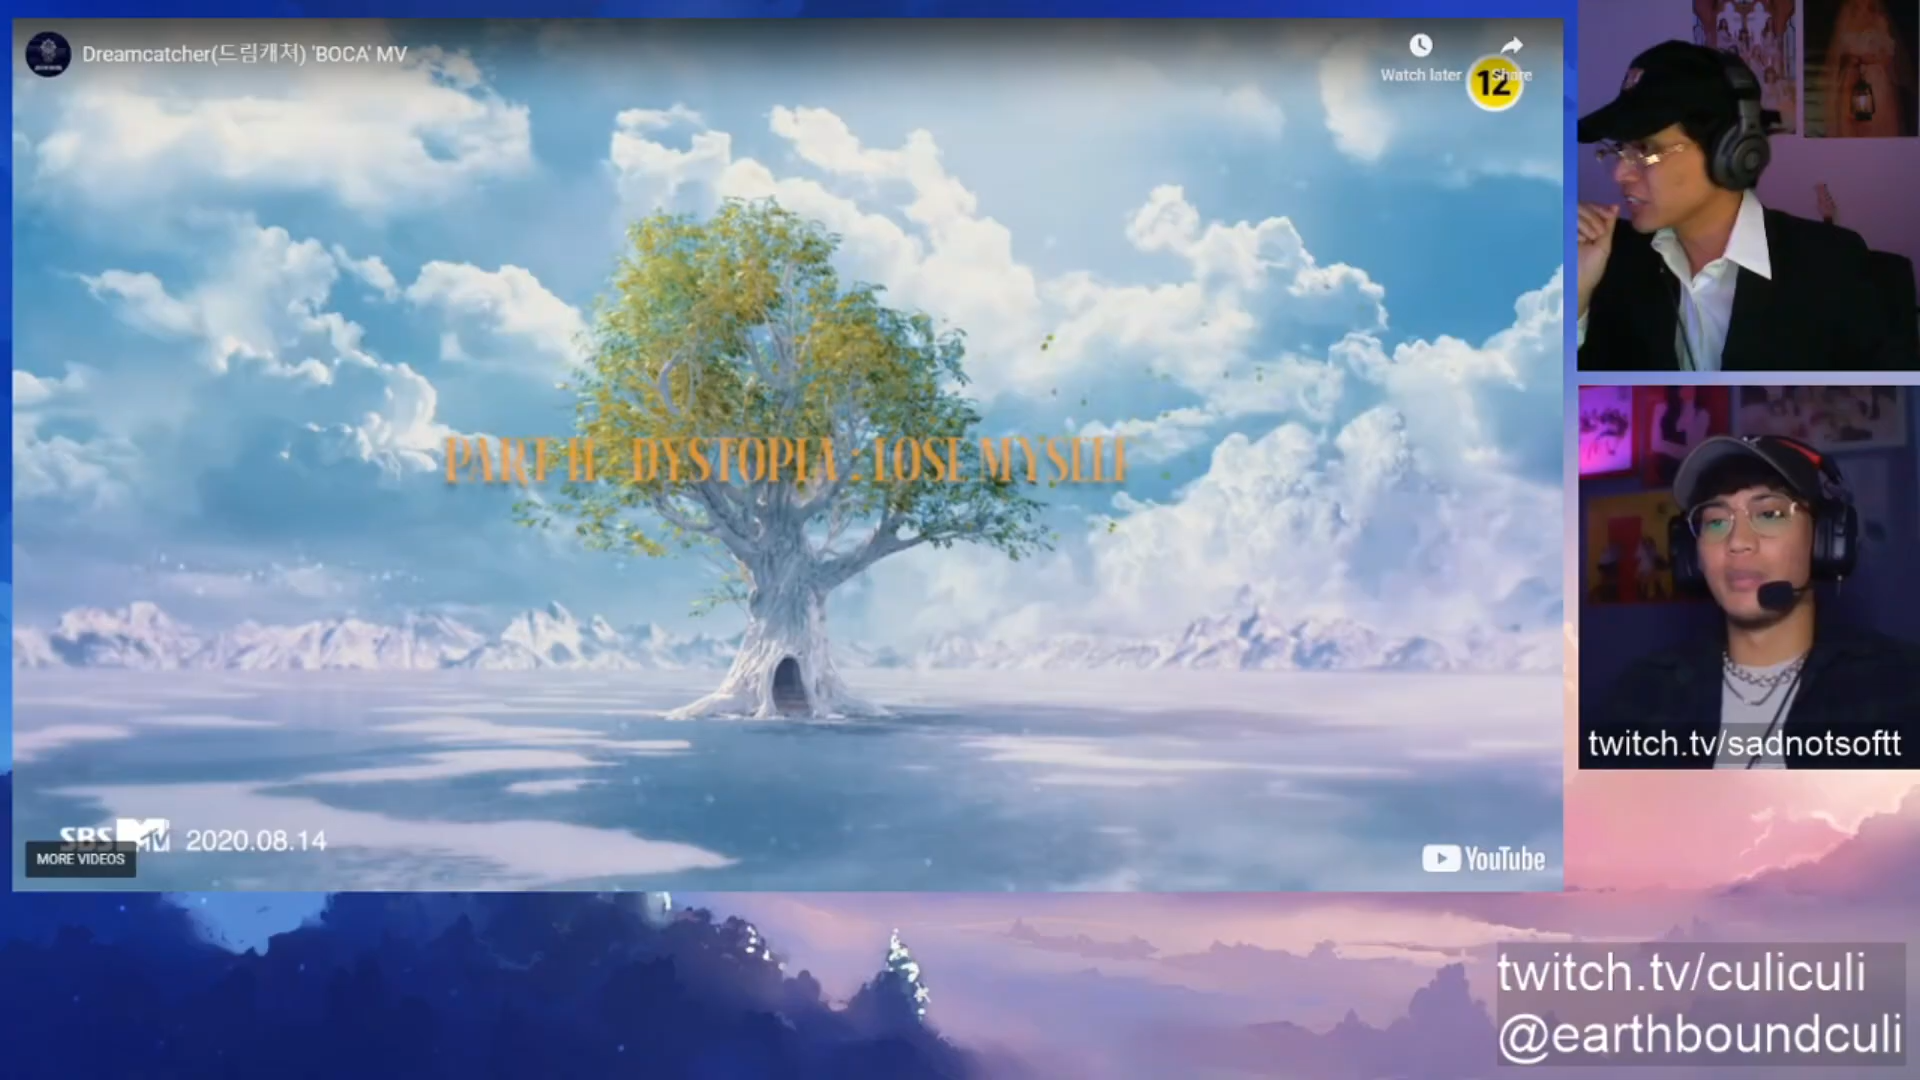 Dreamcatcher(드림캐쳐) 'BOCA' MV
Watch later
Share
12
PART II DYSTOPIA : LOSE MYSELF
SBS MTV 2020.08.14
MORE VIDEOS
YouTube
twitch.tv/sadnotsoftt
twitch.tv/culiculi
@earthboundculi